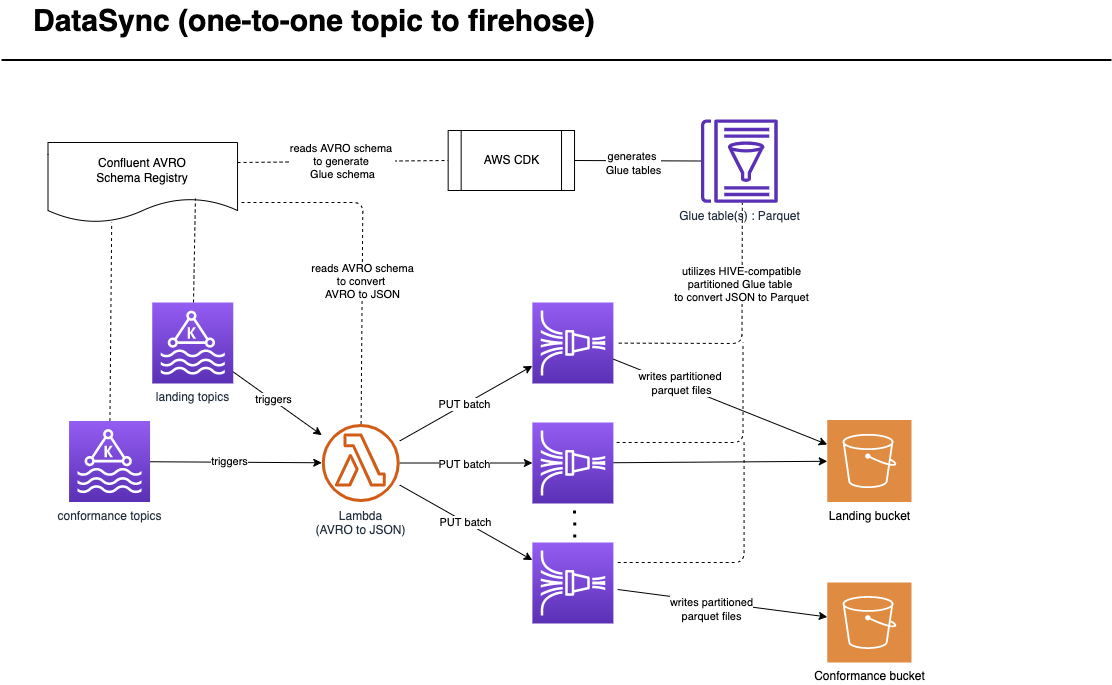 DataSync (one-to-one topic to firehose)
Confluent AVRO
Schema Registry
reads AVRO schema
to generate
Glue schema
AWS CDK
generates
Glue tables
Glue table(s) : Parquet
reads AVRO schema
to convert
AVRO to JSON
utilizes HIVE-compatible
partitioned Glue table
to convert JSON to Parquet
K
landing topics
triggers
PUT batch
writes partitioned
parquet files
K
conformance topics
triggers
Lambda
(AVRO to JSON)
PUT batch
PUT batch
Landing bucket
writes partitioned
parquet files
Conformance bucket